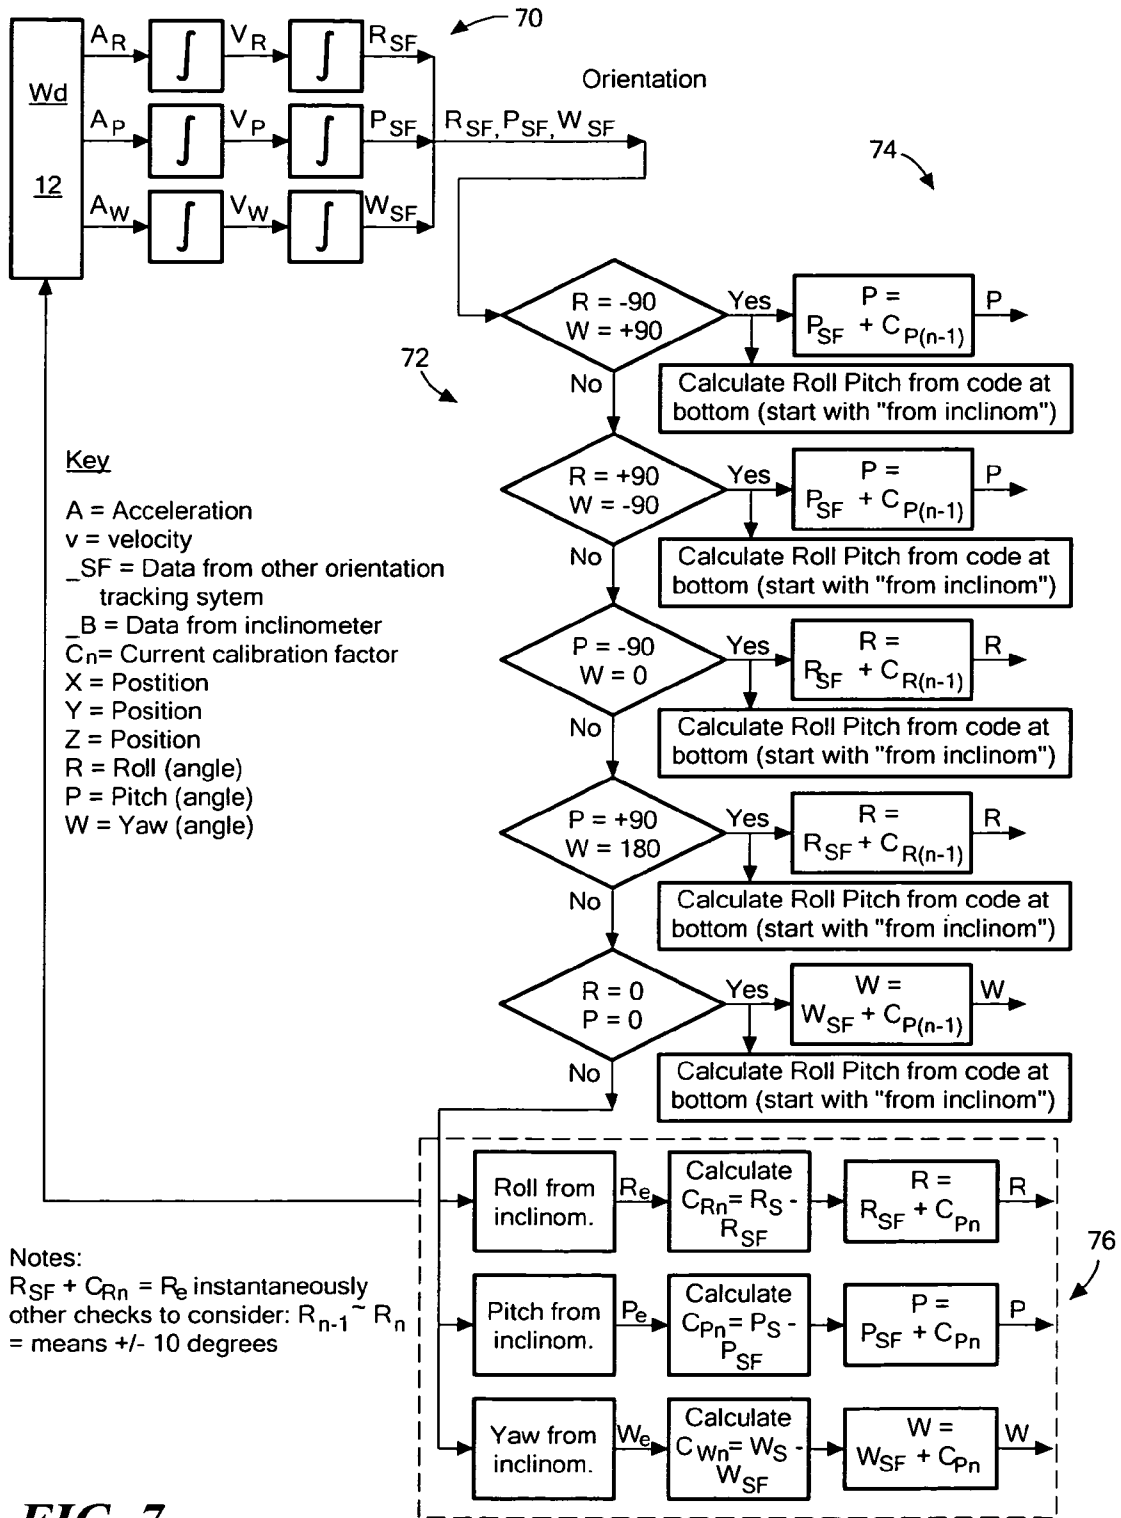 70
A_R ∫ V_R ∫ R_SF
Wd
12
A_P ∫ V_P ∫ P_SF
R_SF, P_SF, W_SF
Orientation
A_W ∫ V_W ∫ W_SF
74
72
R = -90
W = +90
Yes
P =
P_SF + C_P(n-1)
P
No
Calculate Roll Pitch from code at
bottom (start with "from inclinom")
R = +90
W = -90
Yes
P =
P_SF + C_P(n-1)
P
No
Calculate Roll Pitch from code at
bottom (start with "from inclinom")
P = -90
W = 0
Yes
R =
R_SF + C_R(n-1)
R
No
Calculate Roll Pitch from code at
bottom (start with "from inclinom")
P = +90
W = 180
Yes
R =
R_SF + C_R(n-1)
R
No
Calculate Roll Pitch from code at
bottom (start with "from inclinom")
R = 0
P = 0
Yes
W =
W_SF + C_P(n-1)
W
No
Calculate Roll Pitch from code at
bottom (start with "from inclinom")
Key
A = Acceleration
v = velocity
_SF = Data from other orientation
tracking sytem
_B = Data from inclinometer
C_n= Current calibration factor
X = Postition
Y = Position
Z = Position
R = Roll (angle)
P = Pitch (angle)
W = Yaw (angle)
Roll from
inclinom.
R_e
Calculate
C_Rn= R_S -
R_SF
R =
R_SF + C_Pn
R
76
Pitch from
inclinom.
P_e
Calculate
C_Pn= P_S -
P_SF
P =
P_SF + C_Pn
P
Yaw from
inclinom.
W_e
Calculate
C_Wn= W_S -
W_SF
W =
W_SF + C_Pn
W
Notes:
R_SF + C_Rn = R_e instantaneously
other checks to consider: R_n-1 ~ R_n
= means +/- 10 degrees
FIG. 7